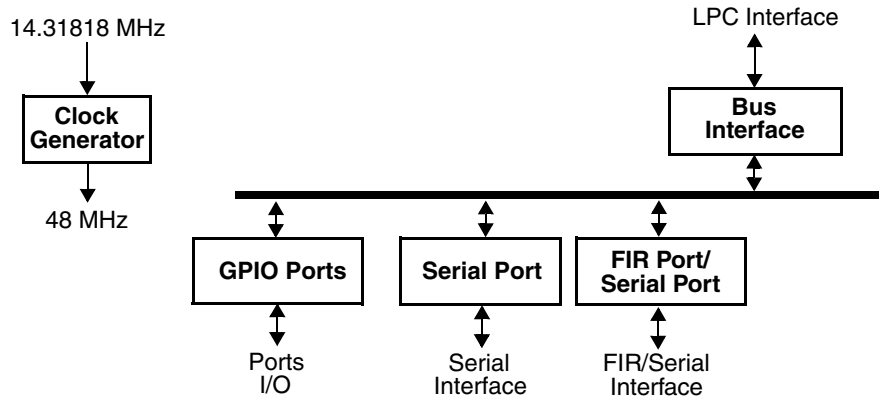 14.31818 MHz
LPC Interface
Clock
Generator
Bus
Interface
48 MHz
GPIO Ports
Serial Port
FIR Port/
Serial Port
Ports
I/O
Serial
Interface
FIR/Serial
Interface